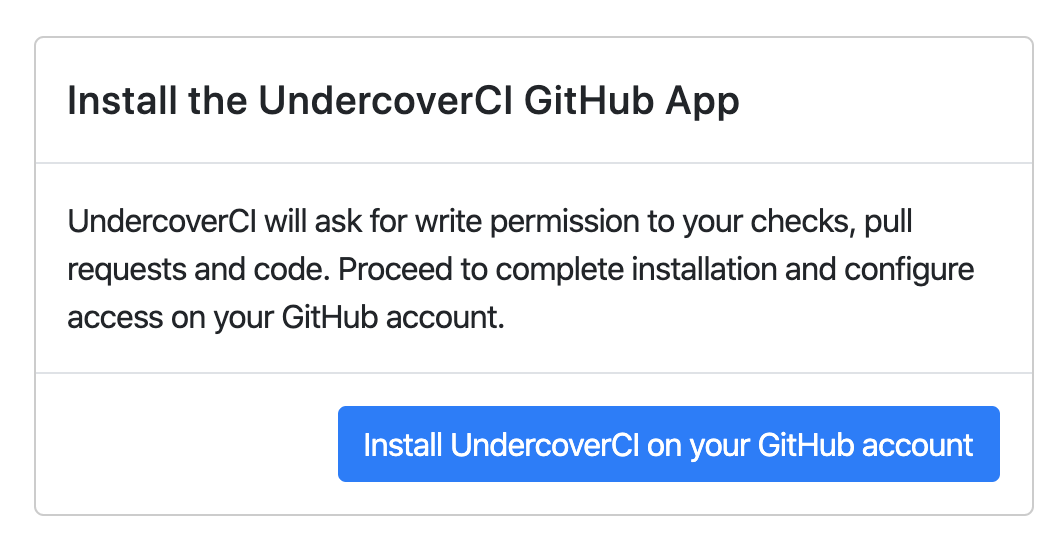 Install the UndercoverCI GitHub App
UndercoverCI will ask for write permission to your checks, pull
requests and code. Proceed to complete installation and configure
access on your GitHub account.
Install UndercoverCI on your GitHub account